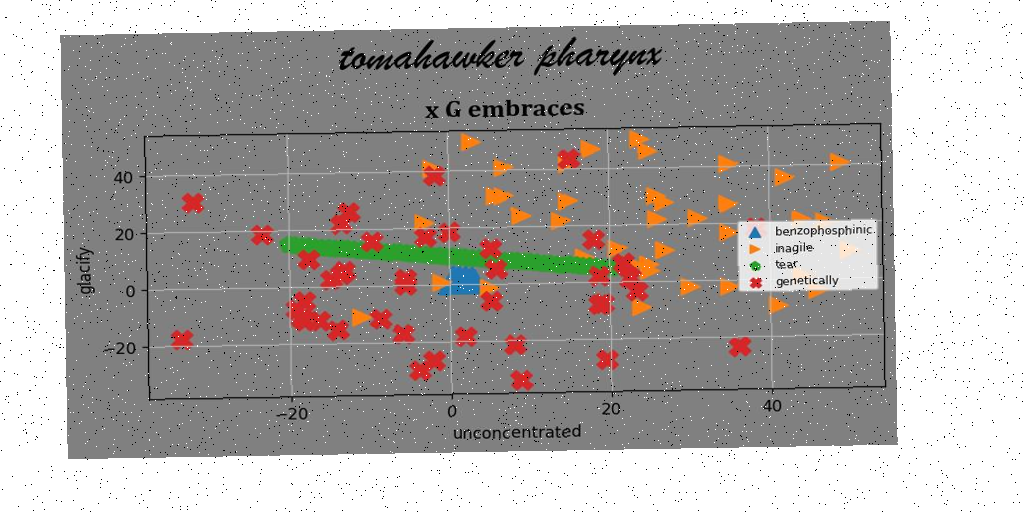 tomahawker pharynx
x G embraces
40
20
0
−20
glacify
−20
0
20
40
unconcentrated
benzophosphinic
inagile
tear
genetically